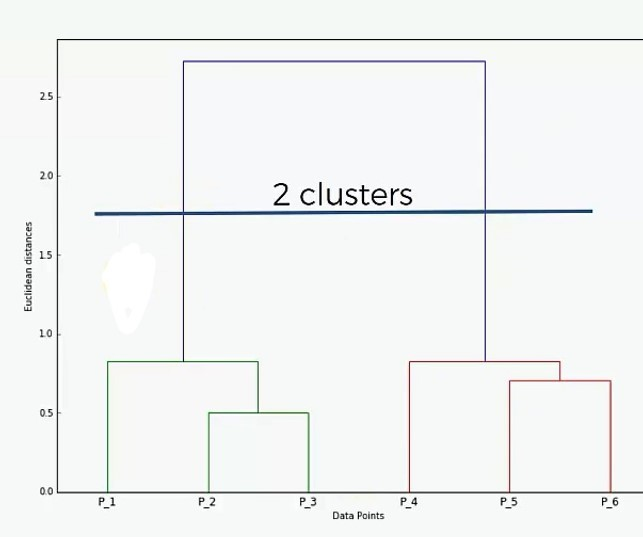 2.5
2.0
2 clusters
1.5
Euclidean distances
1.0
0.5
0.0
P_1 P_2 P_3 P_4 P_5 P_6
Data Points